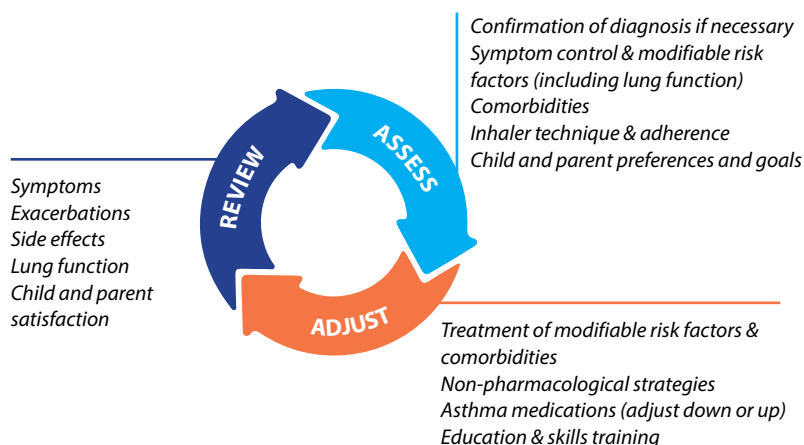 Confirmation of diagnosis if necessary
Symptom control & modifiable risk
factors (including lung function)
Comorbidities
Inhaler technique & adherence
Child and parent preferences and goals
ASSESS
REVIEW
Symptoms
Exacerbations
Side effects
Lung function
Child and parent
satisfaction
ADJUST
Treatment of modifiable risk factors &
comorbidities
Non-pharmacological strategies
Asthma medications (adjust down or up)
Education & skills training